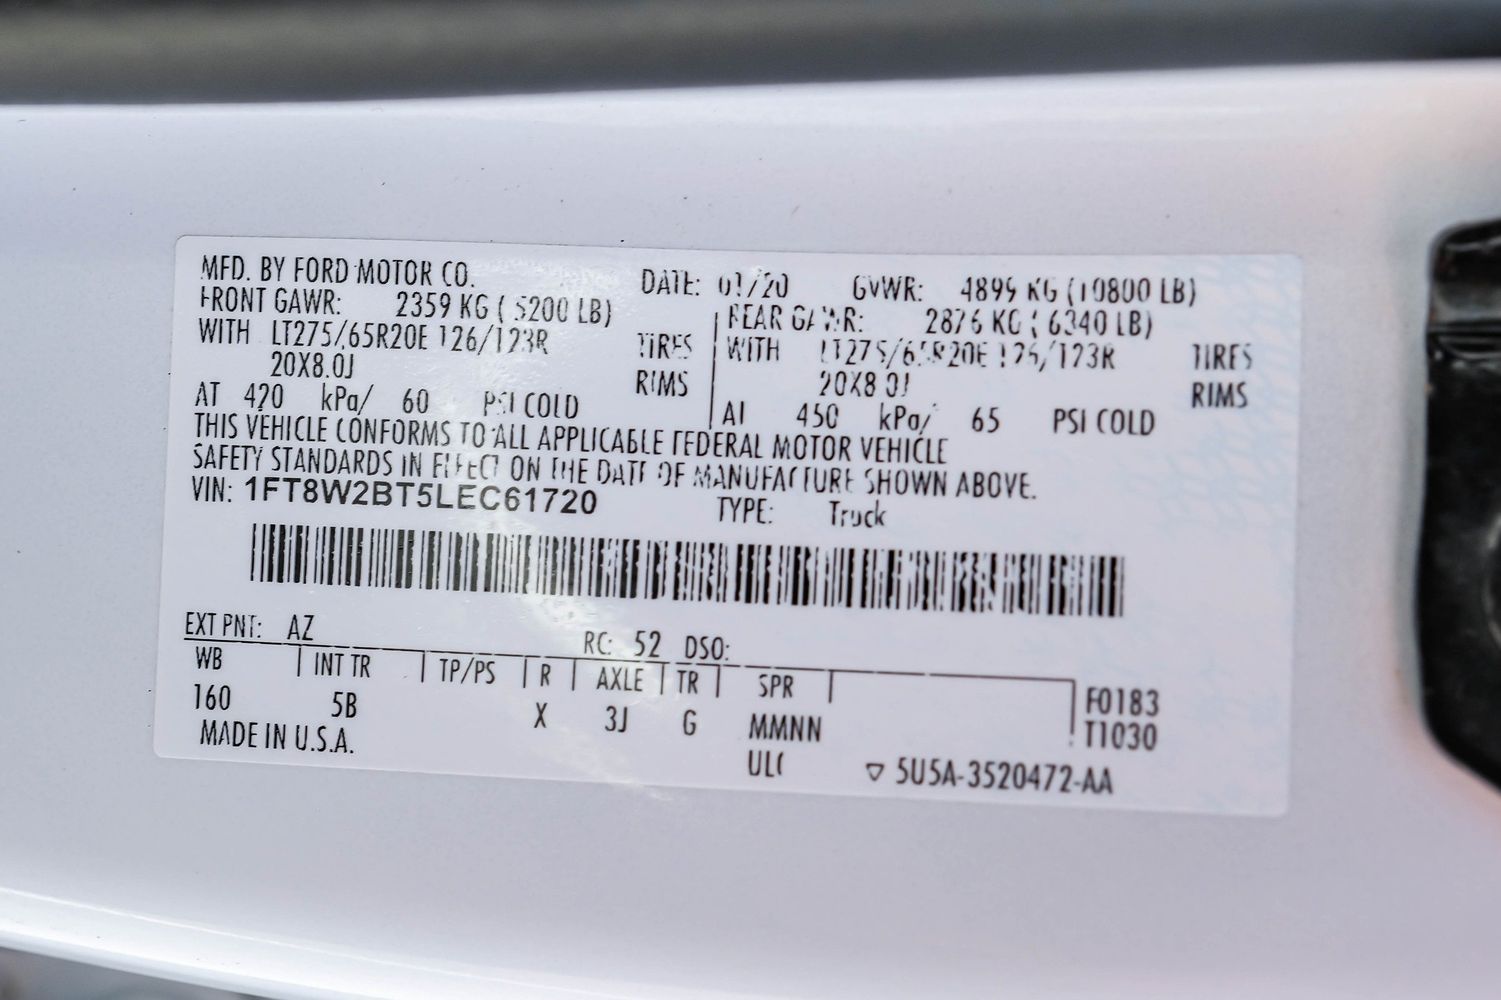 MFD. BY FORD MOTOR CO. DATE: 01/20 GVWR: 4899 KG (10800 LB)
FRONT GAWR: 2359 KG ( 5200 LB) REAR GAWR: 2876 KG ( 6340 LB)
WITH LT275/65R20E 126/123R TIRES WITH LT275/65R20E 126/123R TIRES
20X8.0J RIMS 20X8.0J RIMS
AT 420 kPa/ 60 PSI COLD AT 450 kPa/ 65 PSI COLD
THIS VEHICLE CONFORMS TO ALL APPLICABLE FEDERAL MOTOR VEHICLE
SAFETY STANDARDS IN EFFECT ON THE DATE OF MANUFACTURE SHOWN ABOVE.
VIN: 1FT8W2BT5LEC61720 TYPE: Truck
EXT PNT: AZ RC: 52 DSO:
WB INT TR TP/PS R AXLE TR SPR F0183
160 5B X 3J G MMNN T1030
MADE IN U.S.A. ULC ▽ 5U5A-3520472-AA